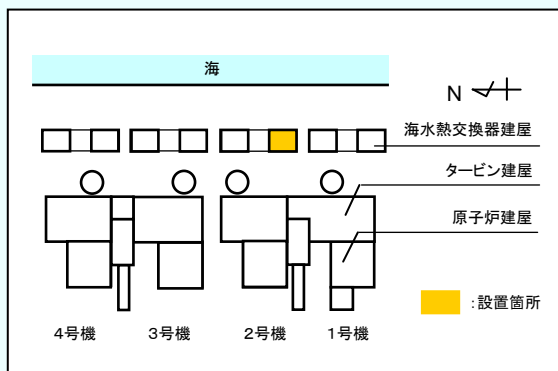 海
N
海水熱交換器建屋
タービン建屋
原子炉建屋
:設置箇所
4号機 3号機 2号機 1号機